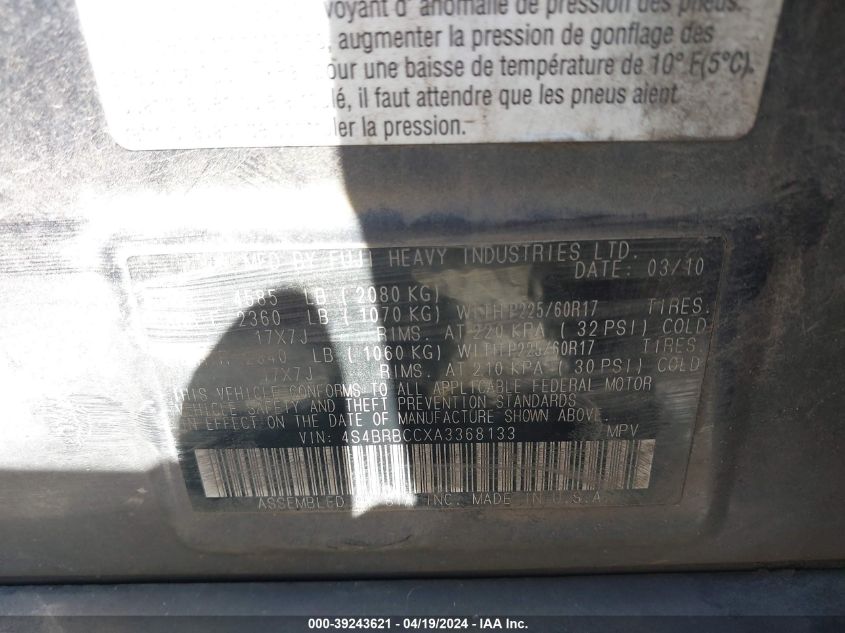 voyant d' anomalie de pression des pneus.
, augmenter la pression de gonflage des
our une baisse de température de 10° F(5°C).
lé, il faut attendre que les pneus aient
ler la pression.
BY FUJI HEAVY INDUSTRIES LTD.
DATE: 03/10
4585 LB (2080 KG)
2360 LB (1070 KG) WITH P225/60R17 TIRES.
17X7J RIMS. AT 220 KPA (32 PSI) COLD
2340 LB (1060 KG) WITH P225/60R17 TIRES.
17X7J RIMS. AT 210 KPA (30 PSI) COLD
THIS VEHICLE CONFORMS TO ALL APPLICABLE FEDERAL MOTOR
VEHICLE SAFETY AND THEFT PREVENTION STANDARDS
IN EFFECT ON THE DATE OF MANUFACTURE SHOWN ABOVE.
VIN: 4S4BRBCCXA3368133 MPV
ASSEMBLED INC. MADE IN U.S.A.
000-39243621 - 04/19/2024 - IAA Inc.